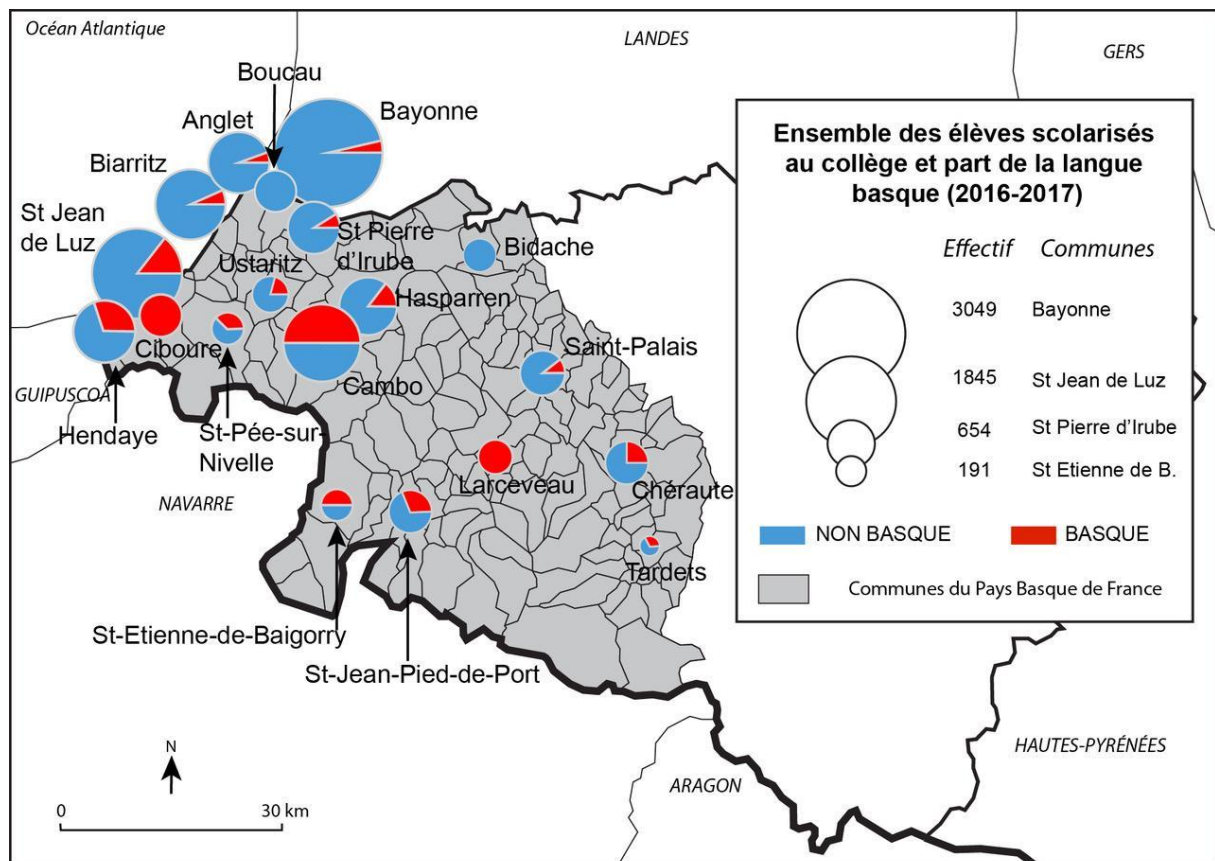 Océan Atlantique
LANDES
GERS
Boucau
Anglet
Bayonne
Biarritz
St Jean
de Luz
St Pierre
d'Irube
Ustaritz
Bidache
Hasparren
Ciboure
Cambo
Saint-Palais
GUIPUSCOA
Hendaye
St-Pée-sur-
Nivelle
Larceveau
Chéraute
NAVARRE
Tardets
St-Etienne-de-Baigorry
St-Jean-Pied-de-Port
HAUTES-PYRÉNÉES
ARAGON
N
0 30 km
Ensemble des élèves scolarisés
au collège et part de la langue
basque (2016-2017)
Effectif Communes
3049 Bayonne
1845 St Jean de Luz
654 St Pierre d'Irube
191 St Etienne de B.
NON BASQUE BASQUE
Communes du Pays Basque de France